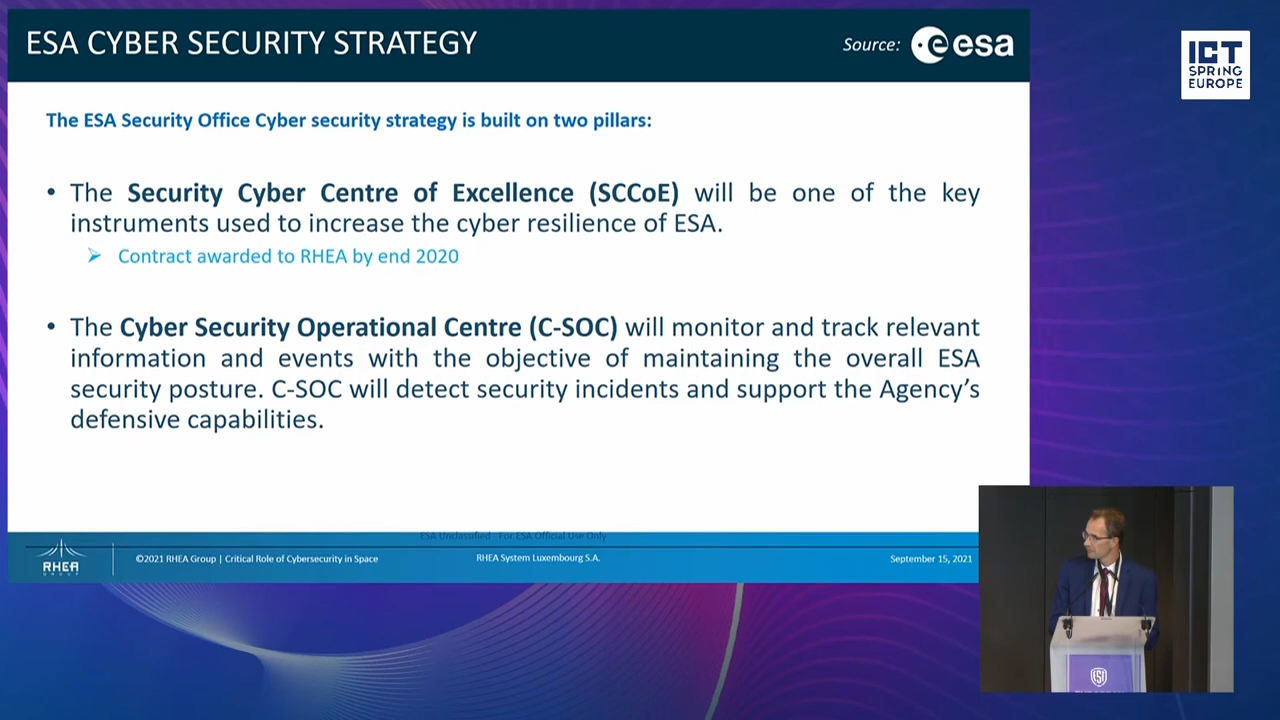 ESA CYBER SECURITY STRATEGY
Source:
esa
ICT
SPRING
EUROPE
The ESA Security Office Cyber security strategy is built on two pillars:
• The Security Cyber Centre of Excellence (SCCoE) will be one of the key
instruments used to increase the cyber resilience of ESA.
➢ Contract awarded to RHEA by end 2020
• The Cyber Security Operational Centre (C-SOC) will monitor and track relevant
information and events with the objective of maintaining the overall ESA
security posture. C-SOC will detect security incidents and support the Agency's
defensive capabilities.
ESA Unclassified - For ESA Official Use Only
RHEA
GROUP
©2021 RHEA Group | Critical Role of Cybersecurity in Space
RHEA System Luxembourg S.A.
September 15, 2021